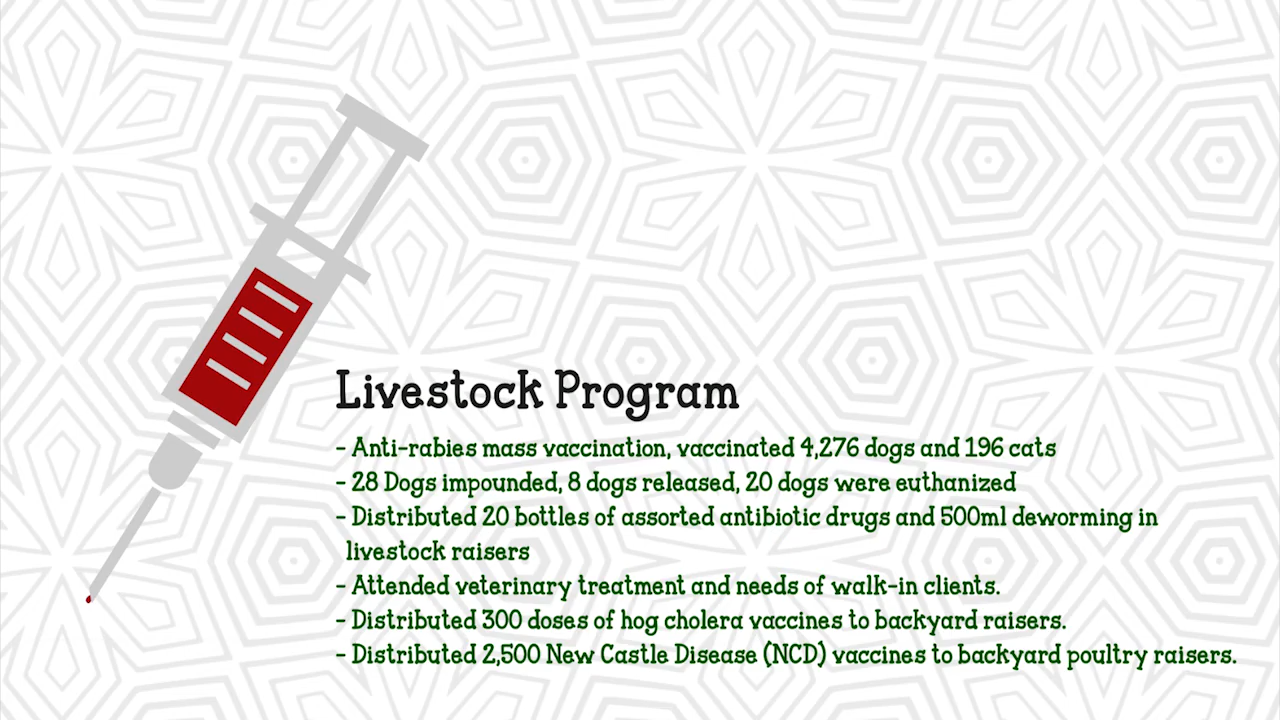 Livestock Program
- Anti-rabies mass vaccination, vaccinated 4,276 dogs and 196 cats
- 28 Dogs impounded, 8 dogs released, 20 dogs were euthanized
- Distributed 20 bottles of assorted antibiotic drugs and 500ml deworming in
livestock raisers
- Attended veterinary treatment and needs of walk-in clients.
- Distributed 300 doses of hog cholera vaccines to backyard raisers.
- Distributed 2,500 New Castle Disease (NCD) vaccines to backyard poultry raisers.